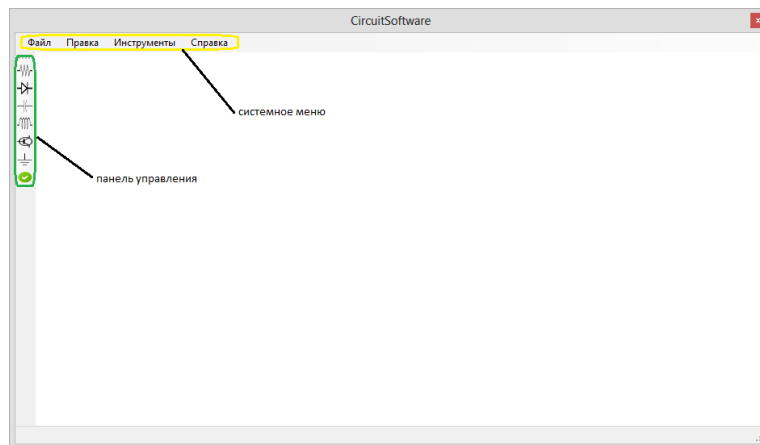 CircuitSoftware
Файл Правка Инструменты Справка
системное меню
панель управления